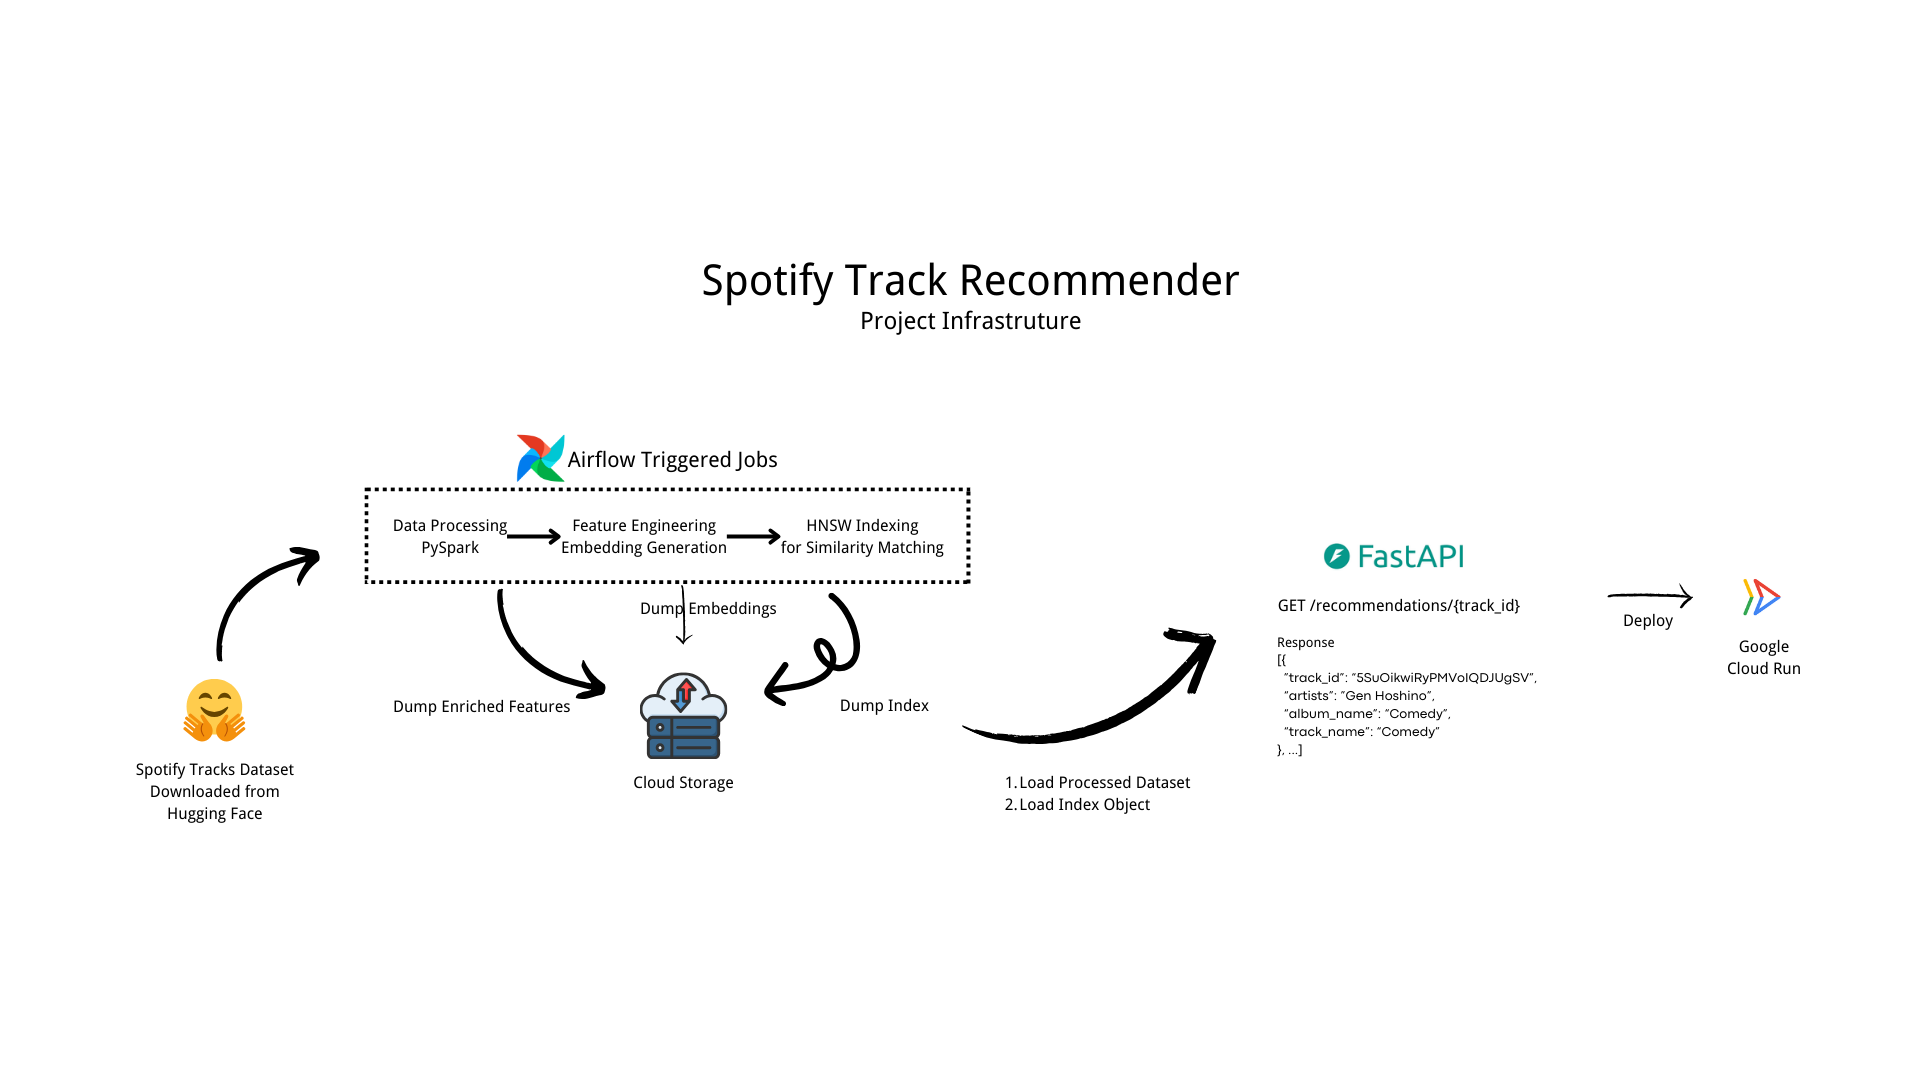 Spotify Track Recommender
Project Infrastruture
Airflow Triggered Jobs
Data Processing
PySpark
Feature Engineering
Embedding Generation
HNSW Indexing
for Similarity Matching
Dump Embeddings
Dump Enriched Features
Dump Index
Cloud Storage
Spotify Tracks Dataset
Downloaded from
Hugging Face
1. Load Processed Dataset
2. Load Index Object
FastAPI
GET /recommendations/{track_id}
Response
[{
"track_id": "5SuOikwiRyPMVoIQDJUgSV",
"artists": "Gen Hoshino",
"album_name": "Comedy",
"track_name": "Comedy"
}, ...]
Deploy
Google
Cloud Run